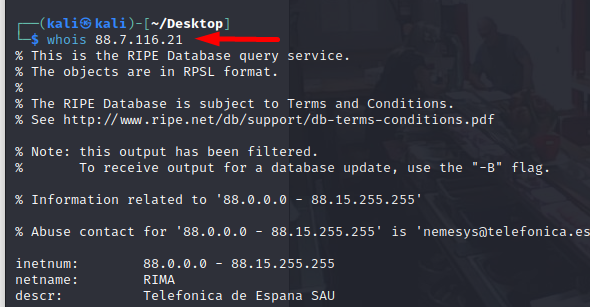 ┌──(kali㉿kali)-[~/Desktop]
└─$ whois 88.7.116.21
% This is the RIPE Database query service.
% The objects are in RPSL format.
%
% The RIPE Database is subject to Terms and Conditions.
% See http://www.ripe.net/db/support/db-terms-conditions.pdf
% Note: this output has been filtered.
%       To receive output for a database update, use the "-B" flag.
% Information related to '88.0.0.0 - 88.15.255.255'
% Abuse contact for '88.0.0.0 - 88.15.255.255' is 'nemesys@telefonica.es
inetnum:        88.0.0.0 - 88.15.255.255
netname:        RIMA
descr:          Telefonica de Espana SAU